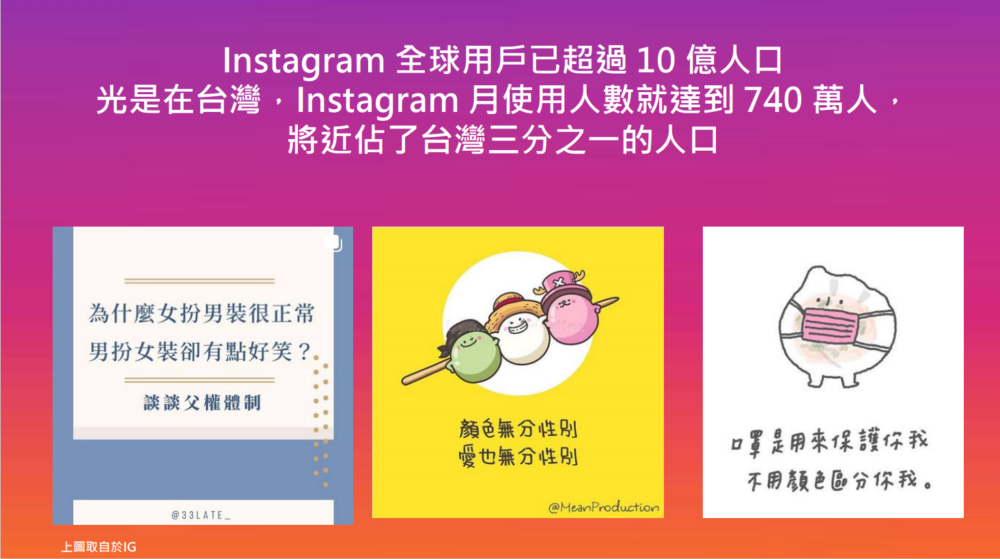 Instagram 全球用戶已超過 10 億人口
光是在台灣，Instagram 月使用人數就達到 740 萬人，
將近佔了台灣三分之一的人口
為什麼女扮男裝很正常
男扮女裝卻有點好笑？
談談父權體制
@33LATE_
顏色無分性別
愛也無分性別
@MeanProduction
口罩是用來保護你我
不用顏色區分你我。
上圖取自於IG